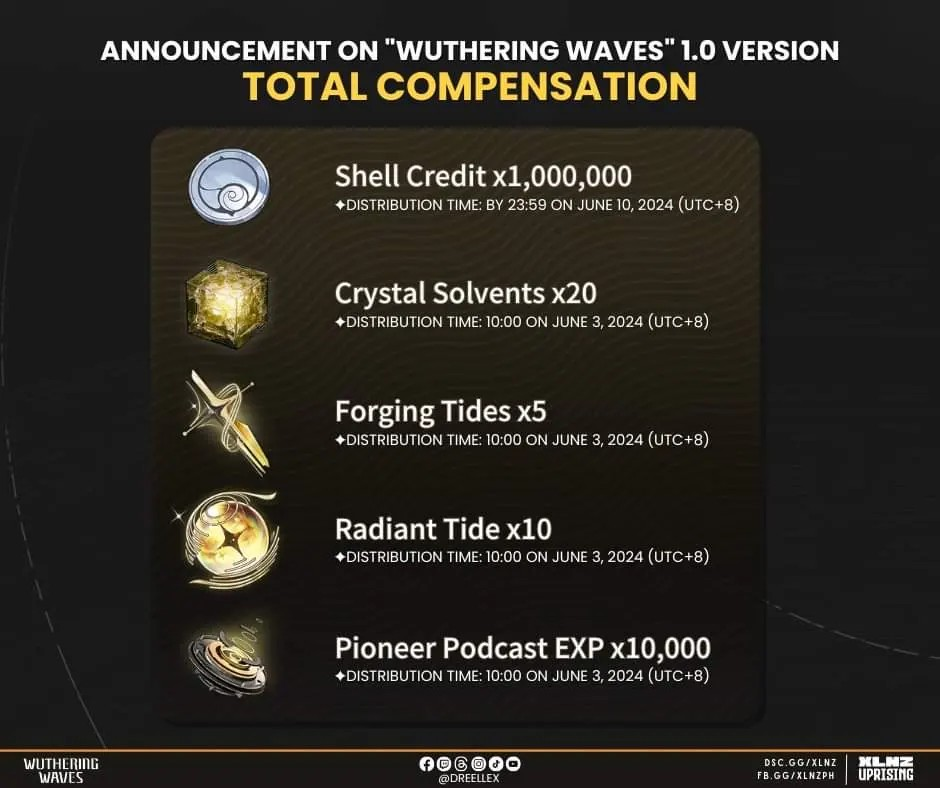 ANNOUNCEMENT ON "WUTHERING WAVES" 1.0 VERSION
TOTAL COMPENSATION
Shell Credit x1,000,000
✦DISTRIBUTION TIME: BY 23:59 ON JUNE 10, 2024 (UTC+8)
Crystal Solvents x20
✦DISTRIBUTION TIME: 10:00 ON JUNE 3, 2024 (UTC+8)
Forging Tides x5
✦DISTRIBUTION TIME: 10:00 ON JUNE 3, 2024 (UTC+8)
Radiant Tide x10
✦DISTRIBUTION TIME: 10:00 ON JUNE 3, 2024 (UTC+8)
Pioneer Podcast EXP x10,000
✦DISTRIBUTION TIME: 10:00 ON JUNE 3, 2024 (UTC+8)
WUTHERING
WAVES
@DREELLEX
DSC.GG/XLNZ
FB.GG/XLNZPH
XLNZ
UPRISING